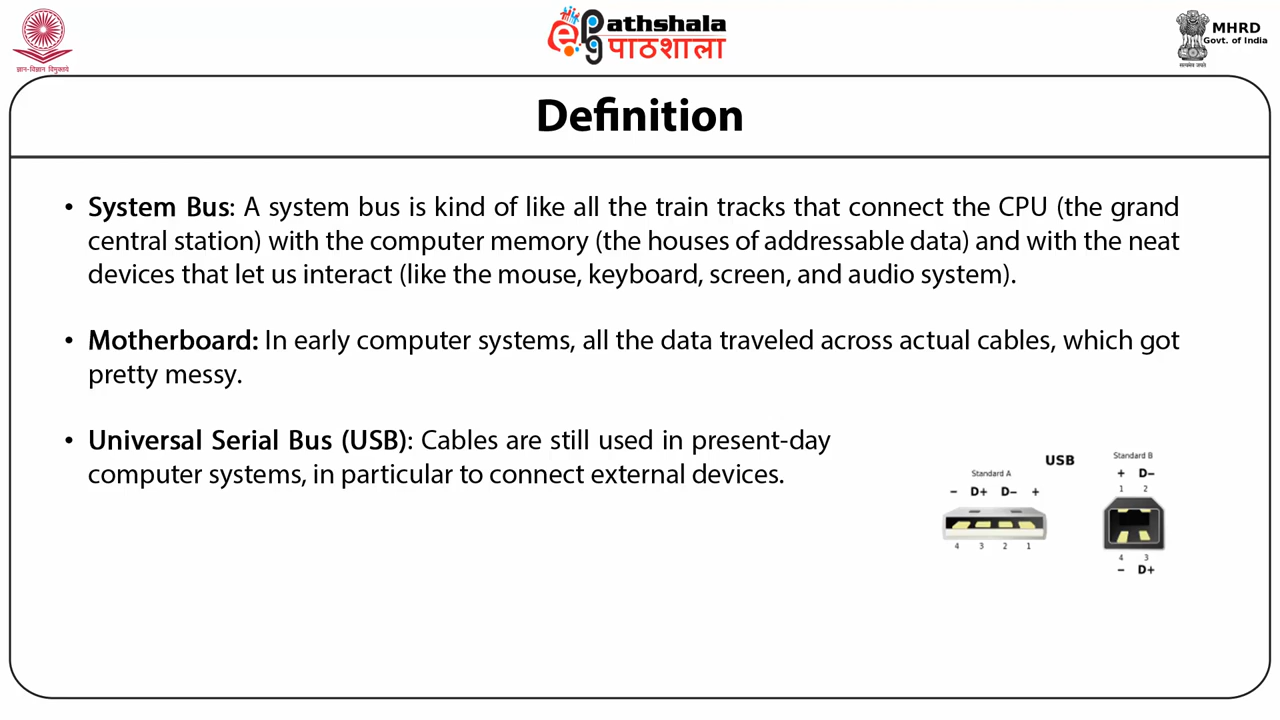 ज्ञान-विज्ञान विमुक्तये
ePathshala
पाठशाला
सत्यमेव जयते
MHRD
Govt. of India
Definition
• System Bus: A system bus is kind of like all the train tracks that connect the CPU (the grand
central station) with the computer memory (the houses of addressable data) and with the neat
devices that let us interact (like the mouse, keyboard, screen, and audio system).
• Motherboard: In early computer systems, all the data traveled across actual cables, which got
pretty messy.
• Universal Serial Bus (USB): Cables are still used in present-day
computer systems, in particular to connect external devices.
USB
Standard A
− D+ D− +
4 3 2 1
Standard B
+ D−
1 2
4 3
− D+